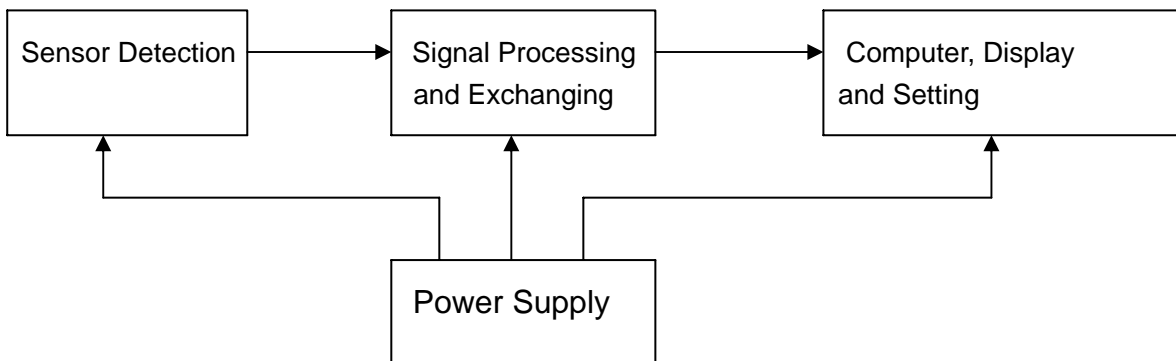 Sensor Detection
Signal Processing
and Exchanging
Computer, Display
and Setting
Power Supply